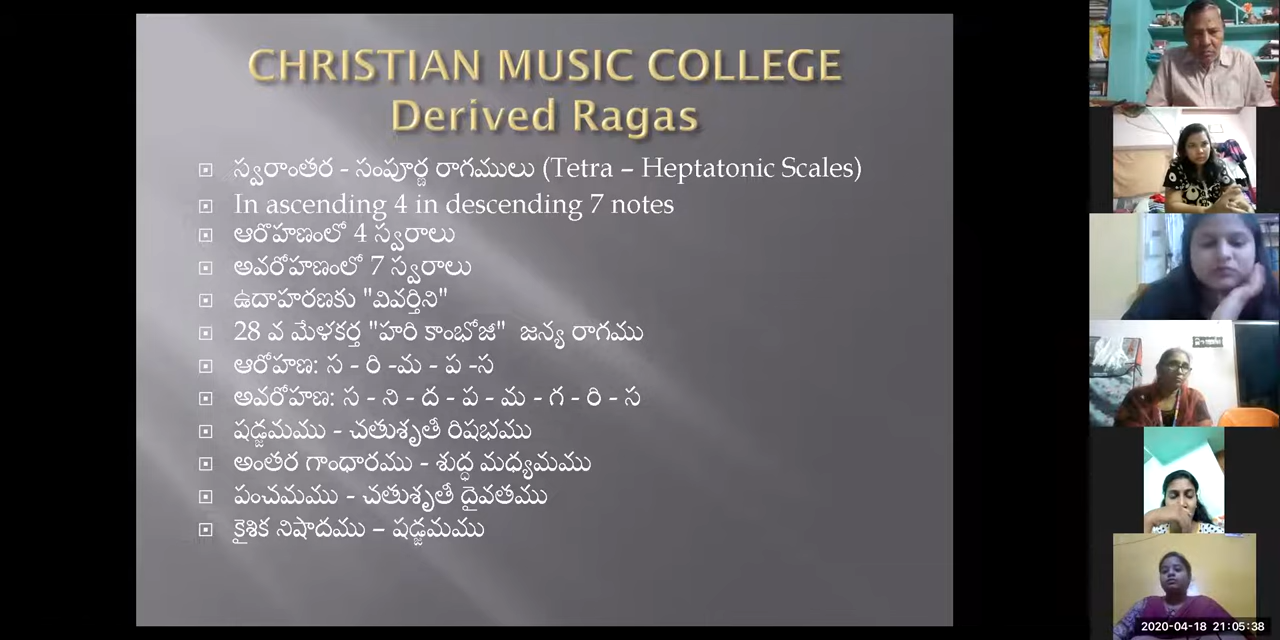 CHRISTIAN MUSIC COLLEGE
Derived Ragas
స్వరాంతర - సంపూర్ణ రాగములు (Tetra – Heptatonic Scales)
In ascending 4 in descending 7 notes
ఆరొహణంలో 4 స్వరాలు
అవరోహణంలో 7 స్వరాలు
ఉదాహరణకు "వివర్తిని"
28 వ మేళకర్త "హరి కాంభోజి" జన్య రాగము
ఆరోహణ: స - రి -మ - ప -స
అవరోహణ: స - ని - ద - ప - మ - గ - రి - స
షడ్జమము - చతుశృతీ రిషభము
అంతర గాంధారము - శుద్ధ మధ్యమము
పంచమము - చతుశృతీ దైవతము
కైశిక నిషాదము – షడ్జమము
2020-04-18 21:05:38